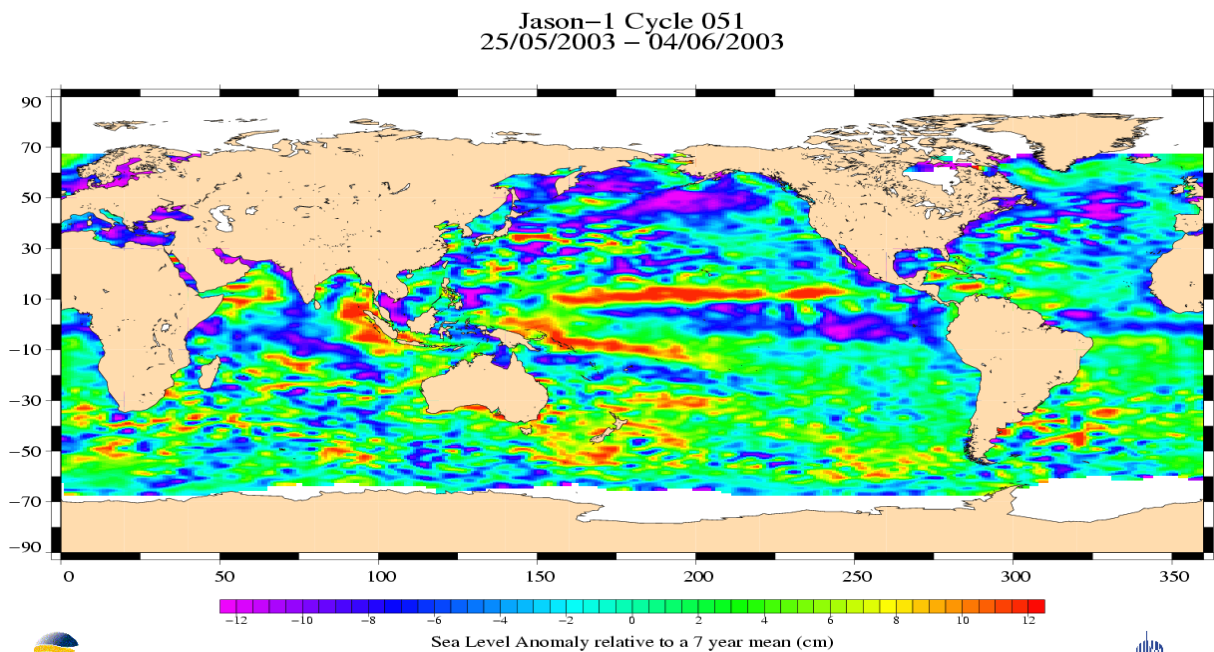 Jason−1 Cycle 051
25/05/2003 − 04/06/2003
90
70
50
30
10
−10
−30
−50
−70
−90
0 50 100 150 200 250 300 350
−12 −10 −8 −6 −4 −2 0 2 4 6 8 10 12
Sea Level Anomaly relative to a 7 year mean (cm)